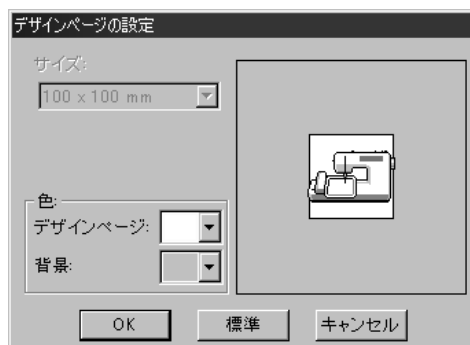 デザインページの設定
サイズ:
100 x 100 mm
色:
デザインページ:
背景:
OK
標準
キャンセル